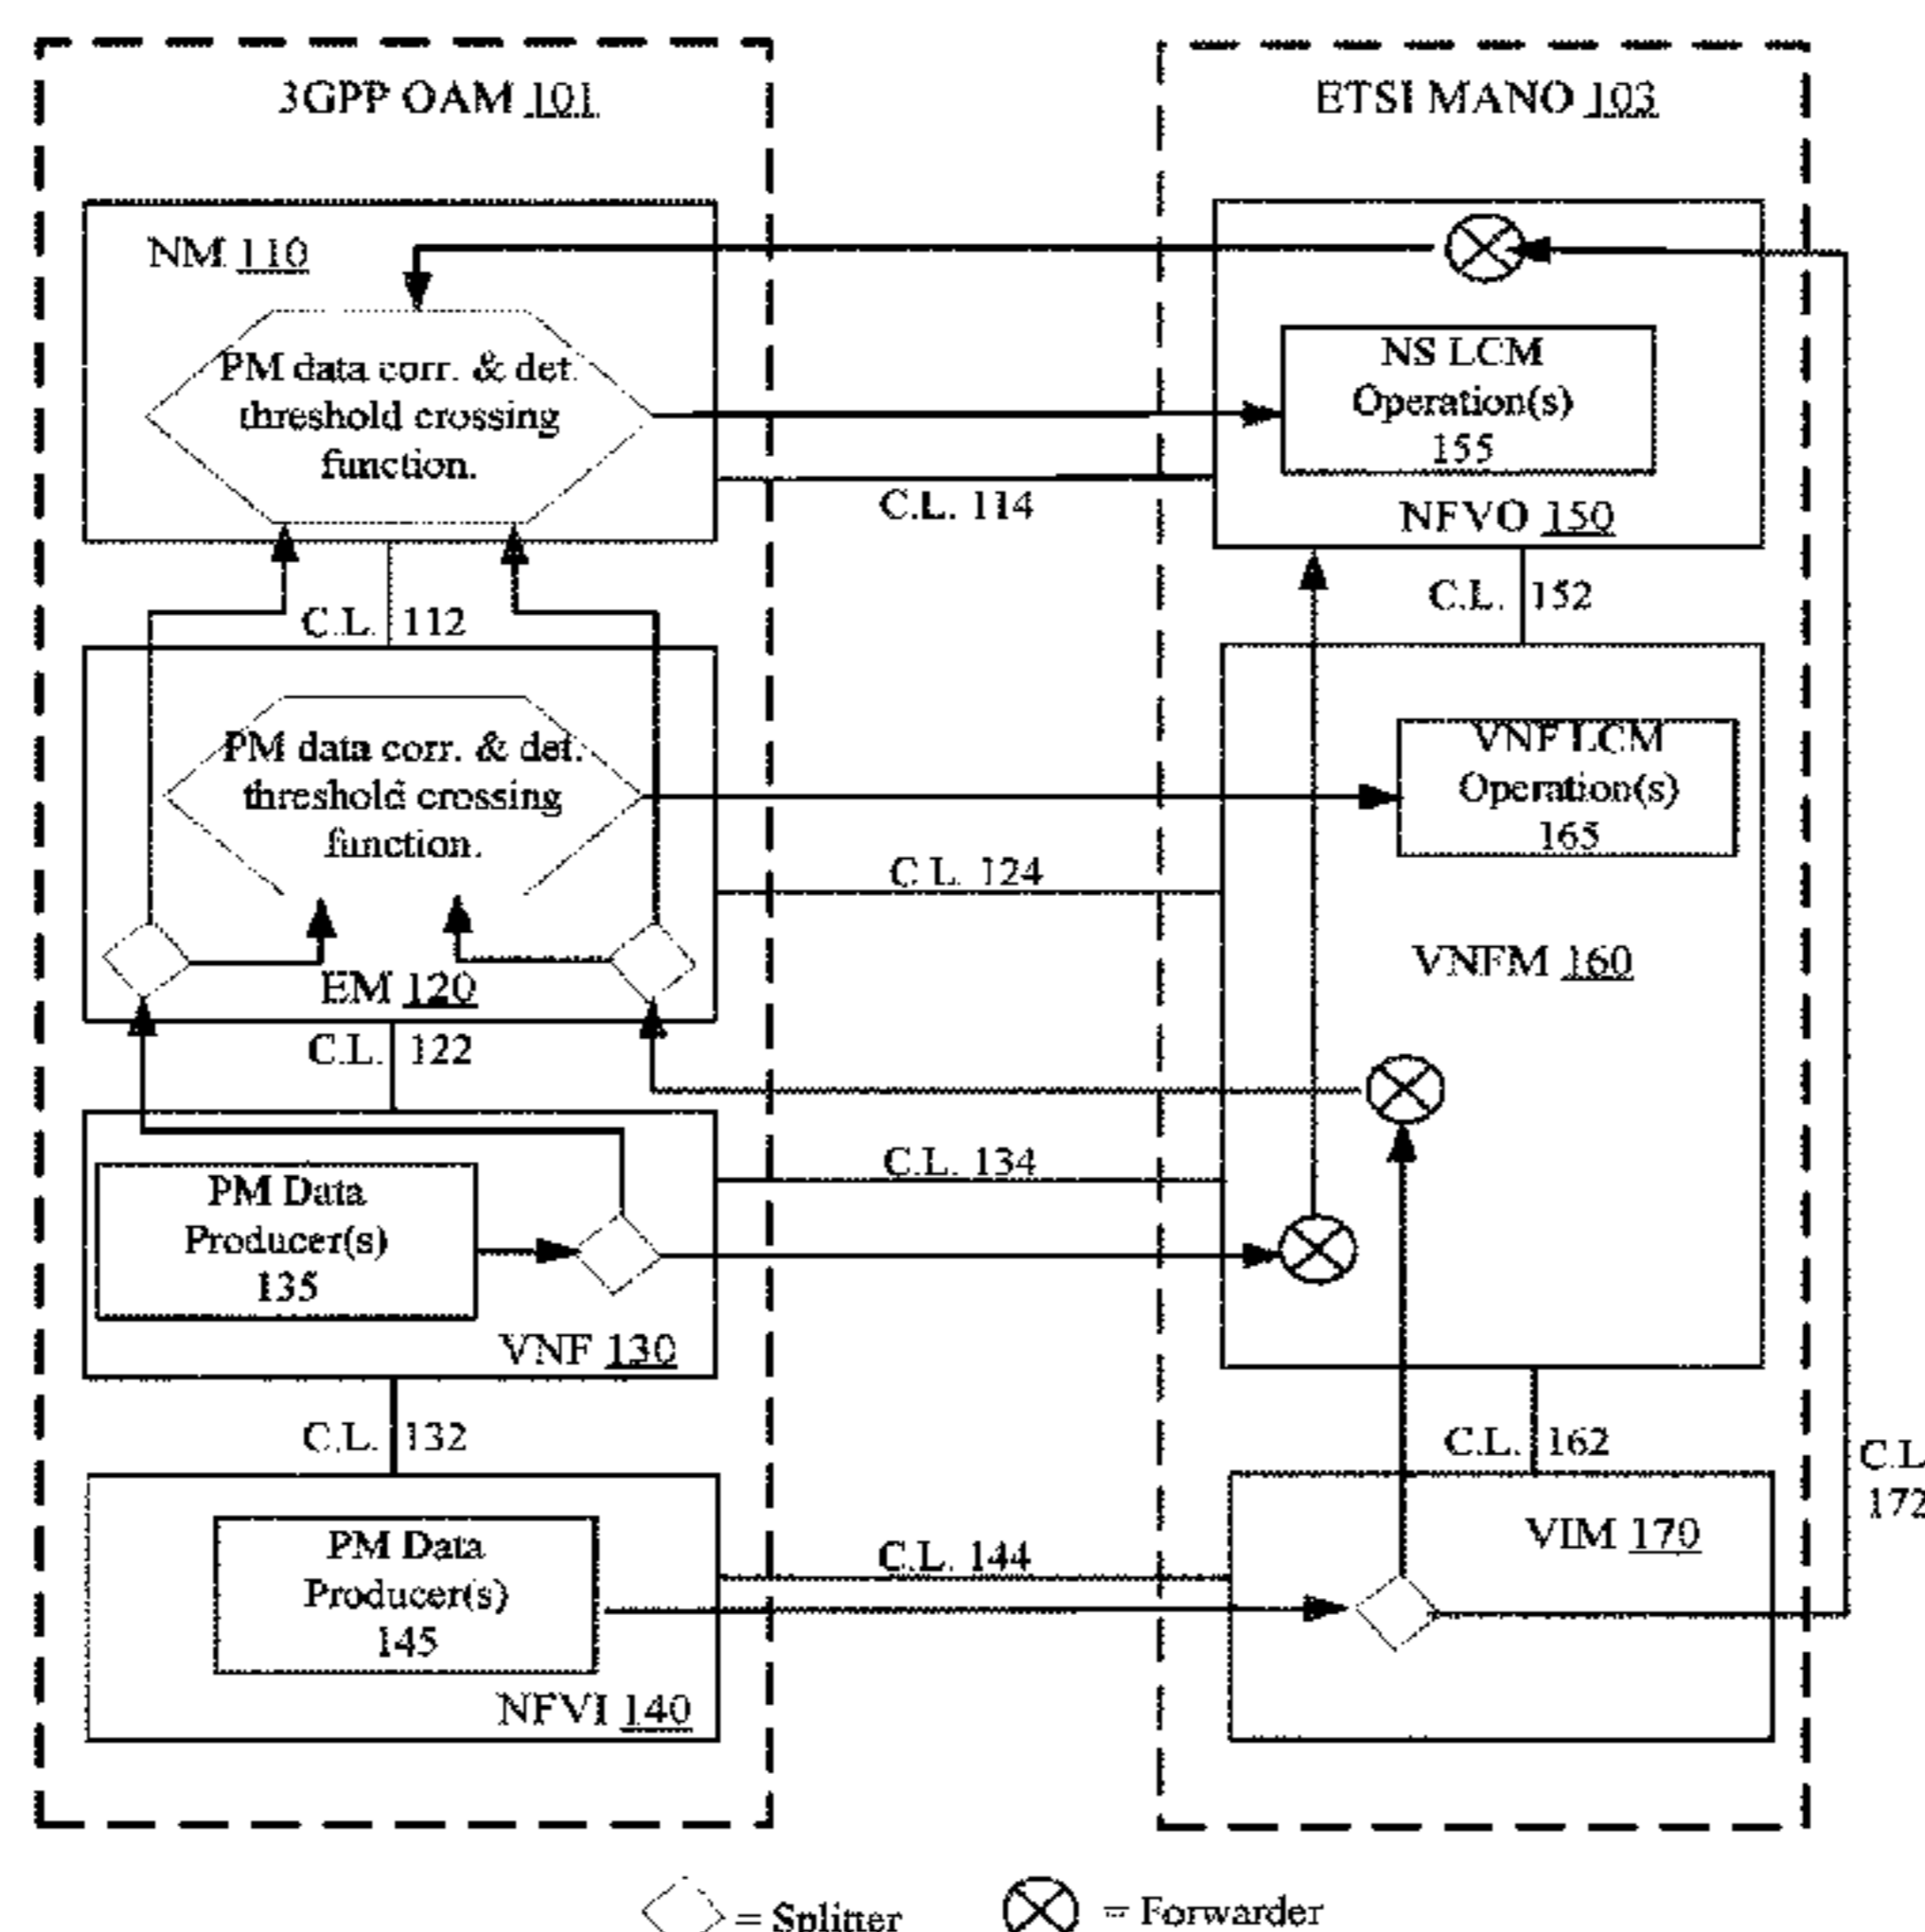 3GPP OAM 101
ETSI MANO 103
NM 110
PM data corr. & det.
threshold crossing
function.
NS LCM
Operation(s)
155
C.L. 114
NFVO 150
C.L. 112
C.L. 152
PM data corr. & det.
threshold crossing
function.
VNF LCM
Operation(s)
165
C.L. 124
VNFM 160
EM 120
C.L. 122
C.L. 134
PM Data
Producer(s)
135
VNF 130
C.L. 132
C.L. 162
C.L
172
PM Data
Producer(s)
145
C.L. 144
VIM 170
NFVI 140
= Splitter
= Forwarder